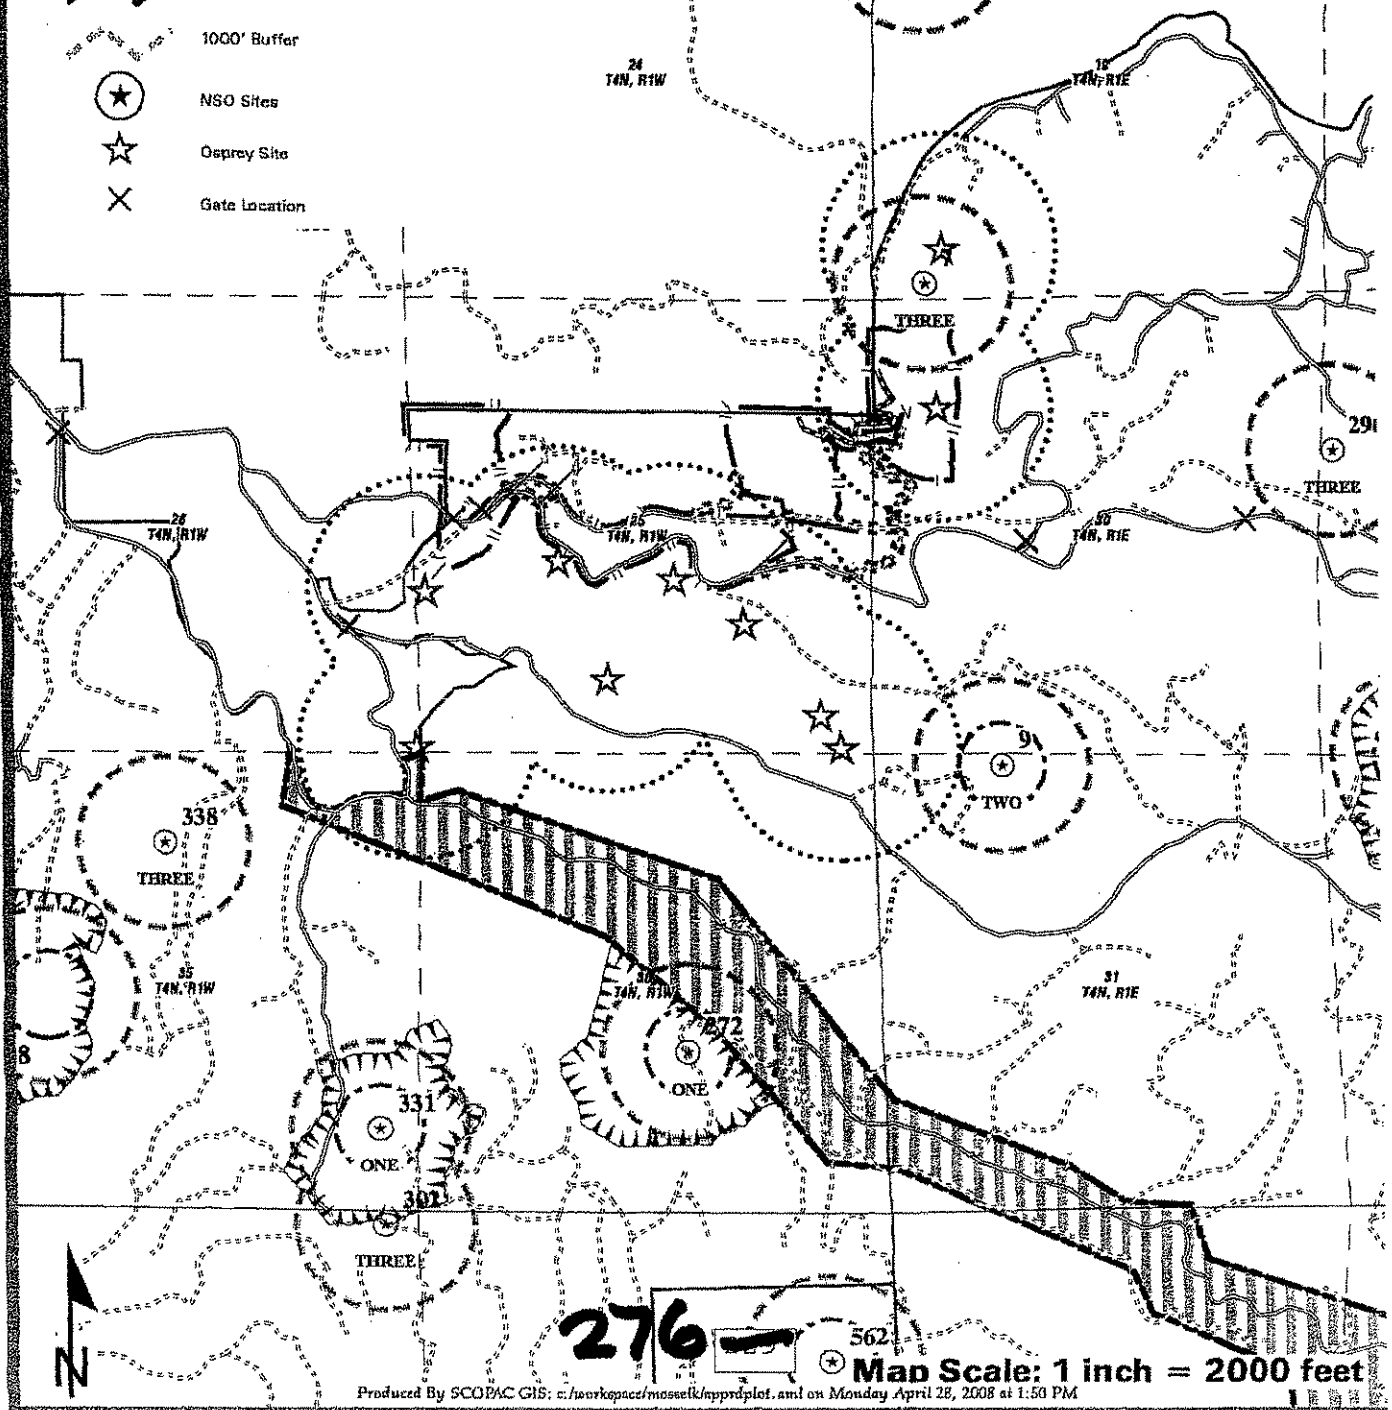 1000' Buffer
NSO Sites
Osprey Site
Gate Location
24
T4N, R1W
19
T4N, R1E
THREE
290
THREE
26
T4N, R1W
25
T4N, R1W
30
T4N, R1E
9
TWO
338
THREE
35
T4N, R1W
36
T4N, R1W
31
T4N, R1E
272
ONE
8
331
ONE
302
THREE
N
276
562
Map Scale: 1 inch = 2000 feet
Produced By SCOPAC GIS: c:/workspace/mosselk/npprdplot.aml on Monday April 28, 2008 at 1:50 PM